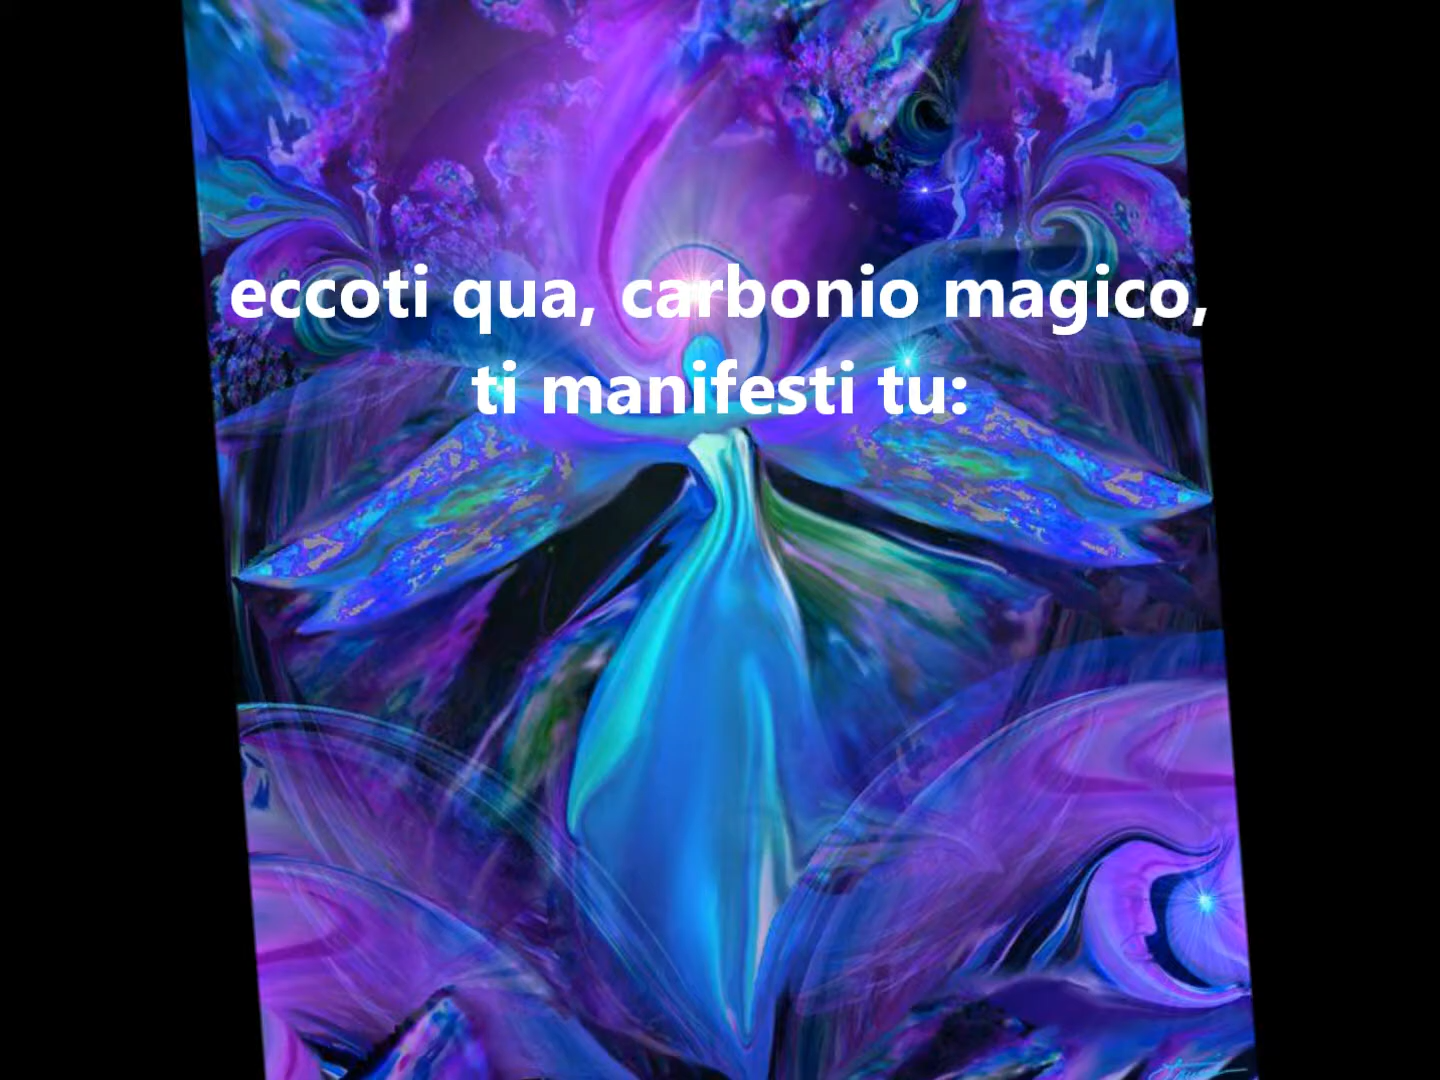 eccoti qua, carbonio magico,
ti manifesti tu: